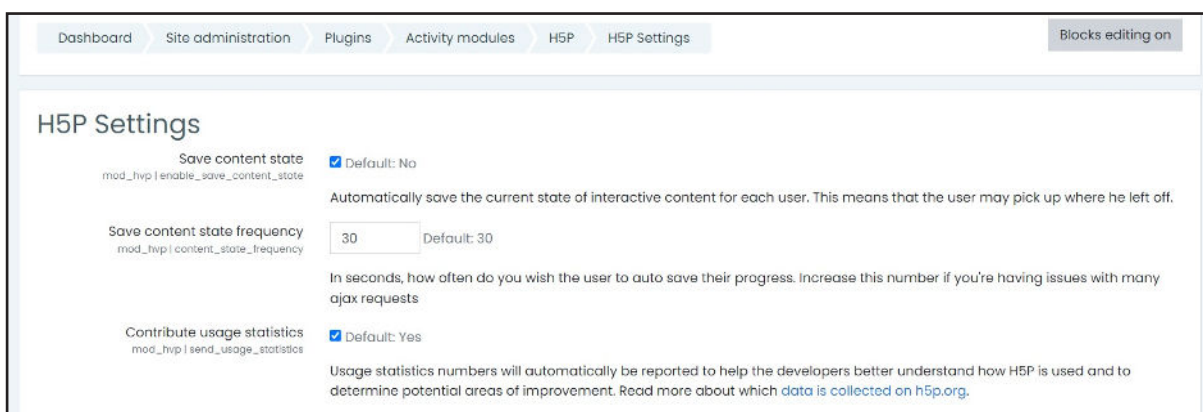 Dashboard Site administration Plugins Activity modules H5P H5P Settings Blocks editing on
H5P Settings
Save content state Default: No
mod_hvp | enable_save_content_state
Automatically save the current state of interactive content for each user. This means that the user may pick up where he left off.
Save content state frequency 30 Default: 30
mod_hvp | content_state_frequency
In seconds, how often do you wish the user to auto save their progress. Increase this number if you're having issues with many
ajax requests
Contribute usage statistics Default: Yes
mod_hvp | send_usage_statistics
Usage statistics numbers will automatically be reported to help the developers better understand how H5P is used and to
determine potential areas of improvement. Read more about which data is collected on h5p.org.